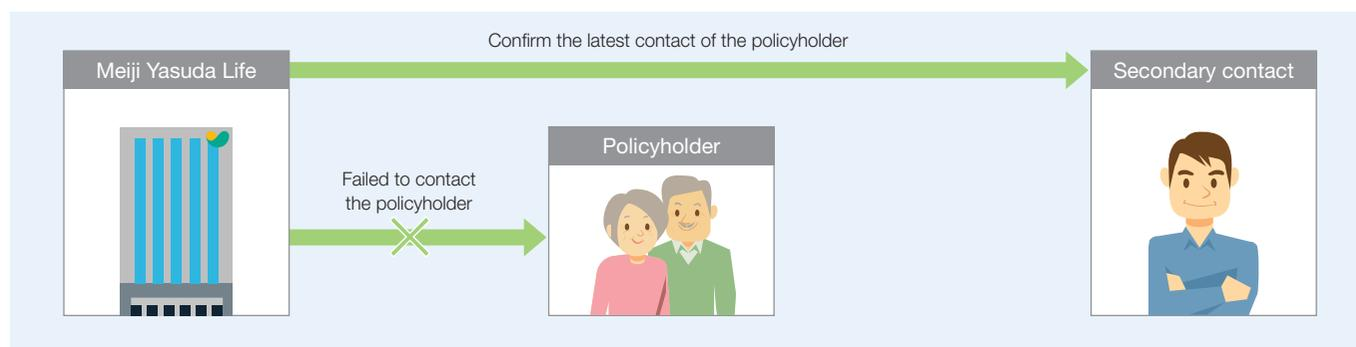 Confirm the latest contact of the policyholder
Meiji Yasuda Life
Secondary contact
Policyholder
Failed to contact
the policyholder